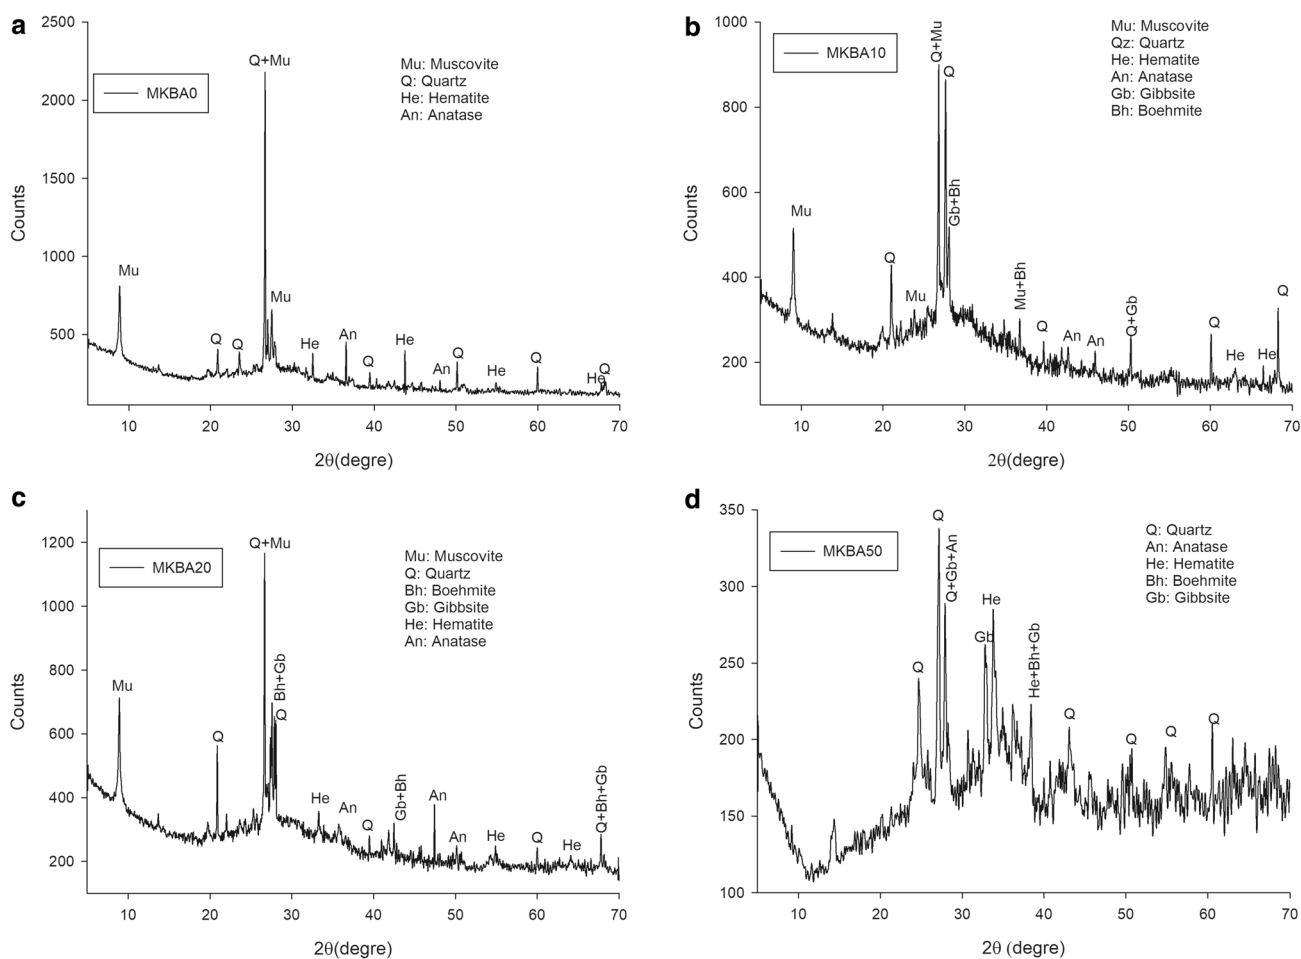 a
2500
2000
1500
1000
500
Counts
MKBA0
Mu: Muscovite
Q: Quartz
He: Hematite
An: Anatase
Mu
Q
Q
Q+Mu
Mu
He
An
Q
He
An
Q
He
Q
He
Q
10 20 30 40 50 60 70
2θ(degre)
b
1000
800
600
400
200
Counts
MKBA10
Mu: Muscovite
Qz: Quartz
He: Hematite
An: Anatase
Gb: Gibbsite
Bh: Boehmite
Mu
Q
Mu
Q+Mu
Q
Gb+Bh
Mu+Bh
Q
An
An
Q+Gb
Q
He
He
Q
10 20 30 40 50 60 70
2θ(degre)
c
1200
1000
800
600
400
200
Counts
MKBA20
Mu: Muscovite
Q: Quartz
Bh: Boehmite
Gb: Gibbsite
He: Hematite
An: Anatase
Mu
Q
Q+Mu
Bh+Gb
Q
He
An
Q
Gb+Bh
An
An
He
Q
He
Q+Bh+Gb
10 20 30 40 50 60 70
2θ(degre)
d
350
300
250
200
150
100
Counts
MKBA50
Q: Quartz
An: Anatase
He: Hematite
Bh: Boehmite
Gb: Gibbsite
Q
Q
Q+Gb+An
Gb
He
He+Bh+Gb
Q
Q
Q
Q
10 20 30 40 50 60 70
2θ (degre)